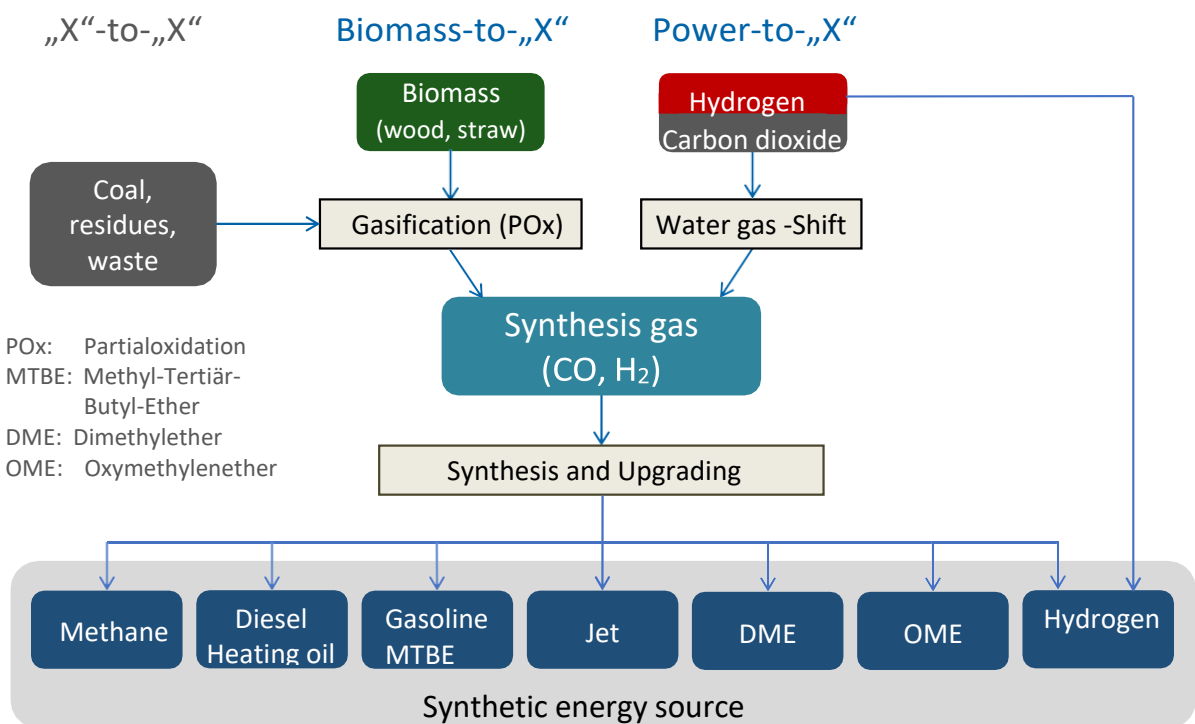 „X“-to-„X“
Biomass-to-„X“
Power-to-„X“
Biomass
(wood, straw)
Hydrogen
Carbon dioxide
Coal,
residues,
waste
Gasification (POx)
Water gas -Shift
Synthesis gas
(CO, H₂)
POx: Partialoxidation
MTBE: Methyl-Tertiär-
Butyl-Ether
DME: Dimethylether
OME: Oxymethylenether
Synthesis and Upgrading
Methane
Diesel
Heating oil
Gasoline
MTBE
Jet
DME
OME
Hydrogen
Synthetic energy source